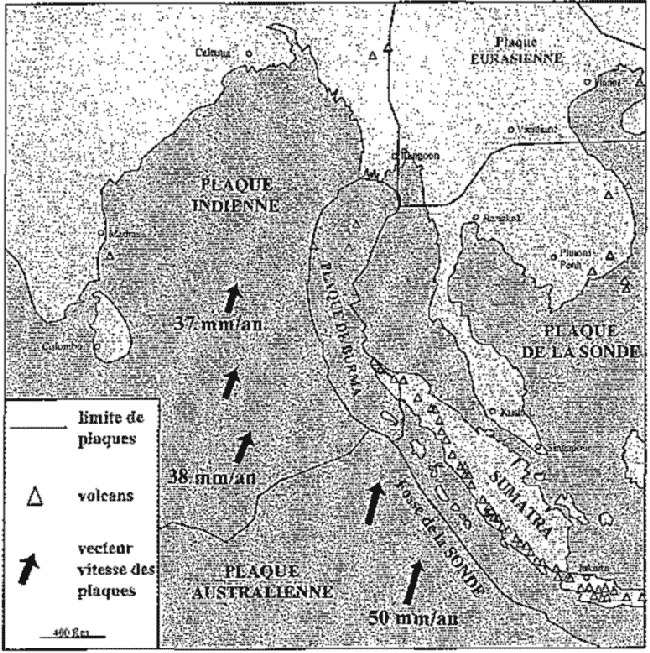 Plaque
EURASIENNE
Rangoon
PLAQUE
INDIENNE
Bangkok
Phnom
Penh
37 mm/an
PLAQUE DE BURMA
PLAQUE
DE LA SONDE
Colombo
limite de
plaques
38 mm/an
volcans
SUMATRA
Fosse de la SONDE
vecteur
vitesse des
plaques
PLAQUE
AUSTRALIENNE
Jakarta
50 mm/an